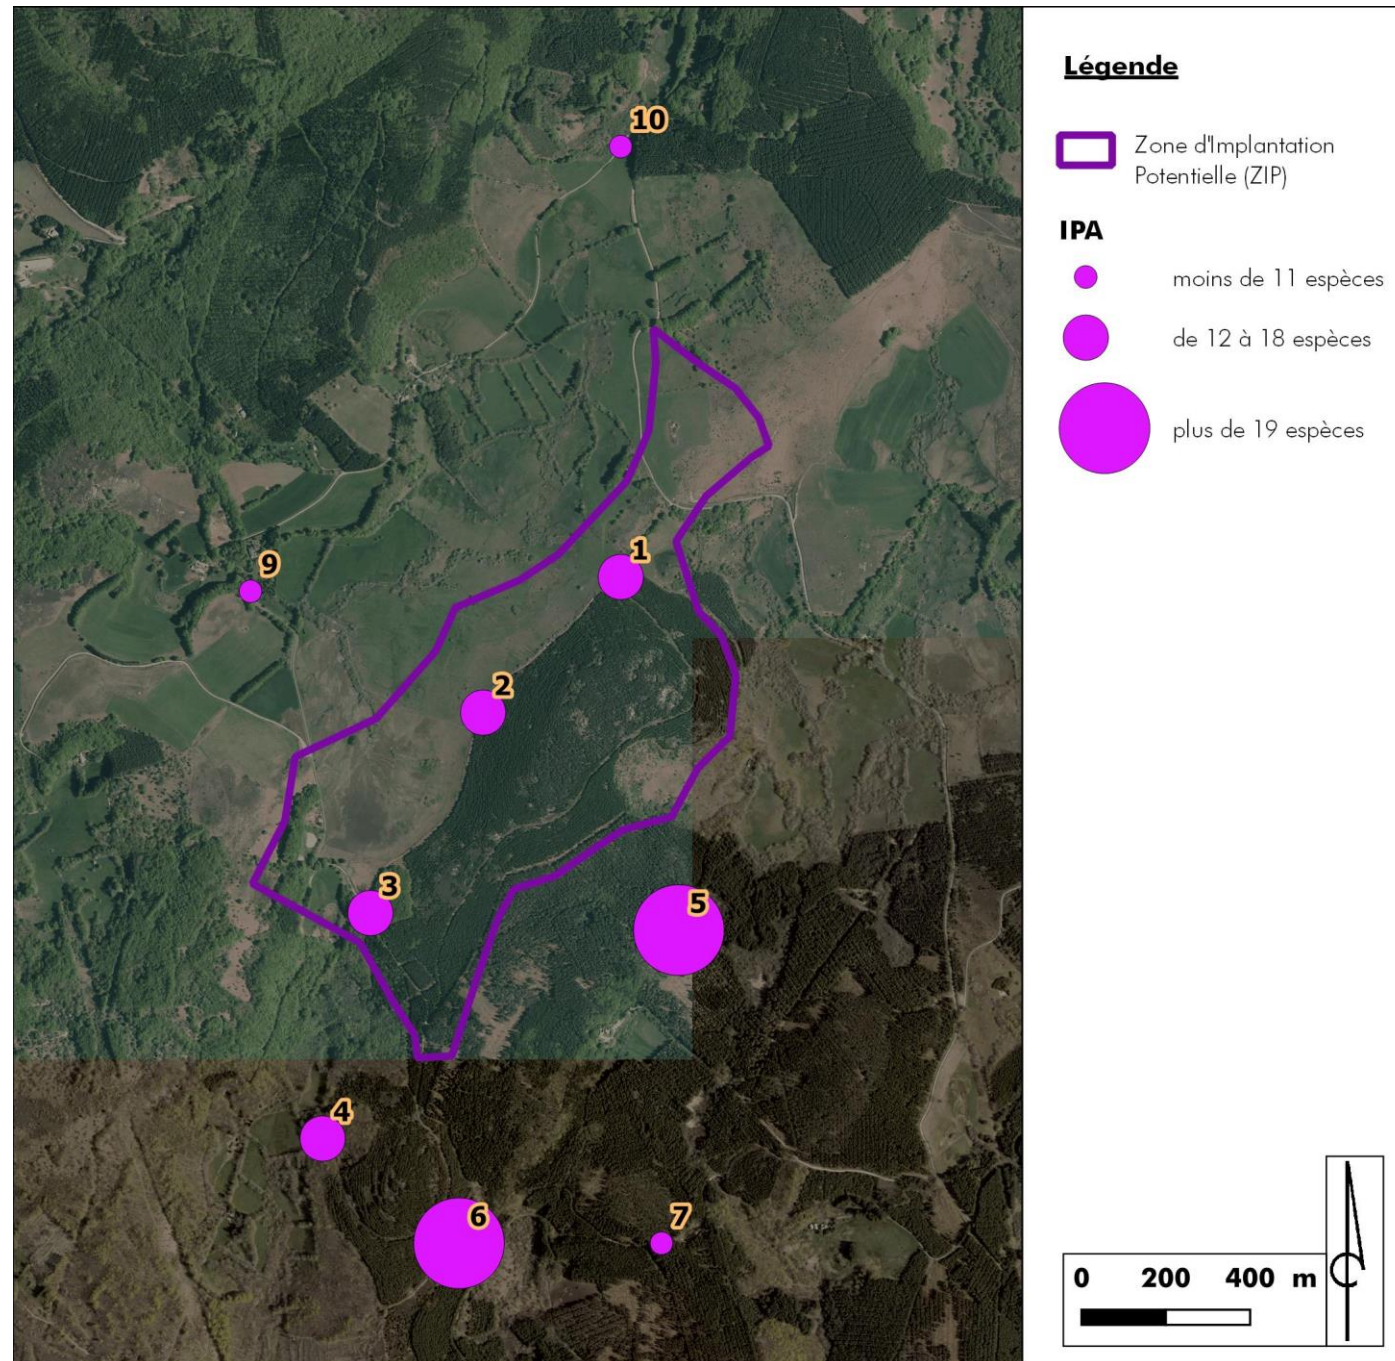 10
1
9
2
3
5
4
6
7
Légende
Zone d'Implantation
Potentielle (ZIP)
IPA
moins de 11 espèces
de 12 à 18 espèces
plus de 19 espèces
0 200 400 m